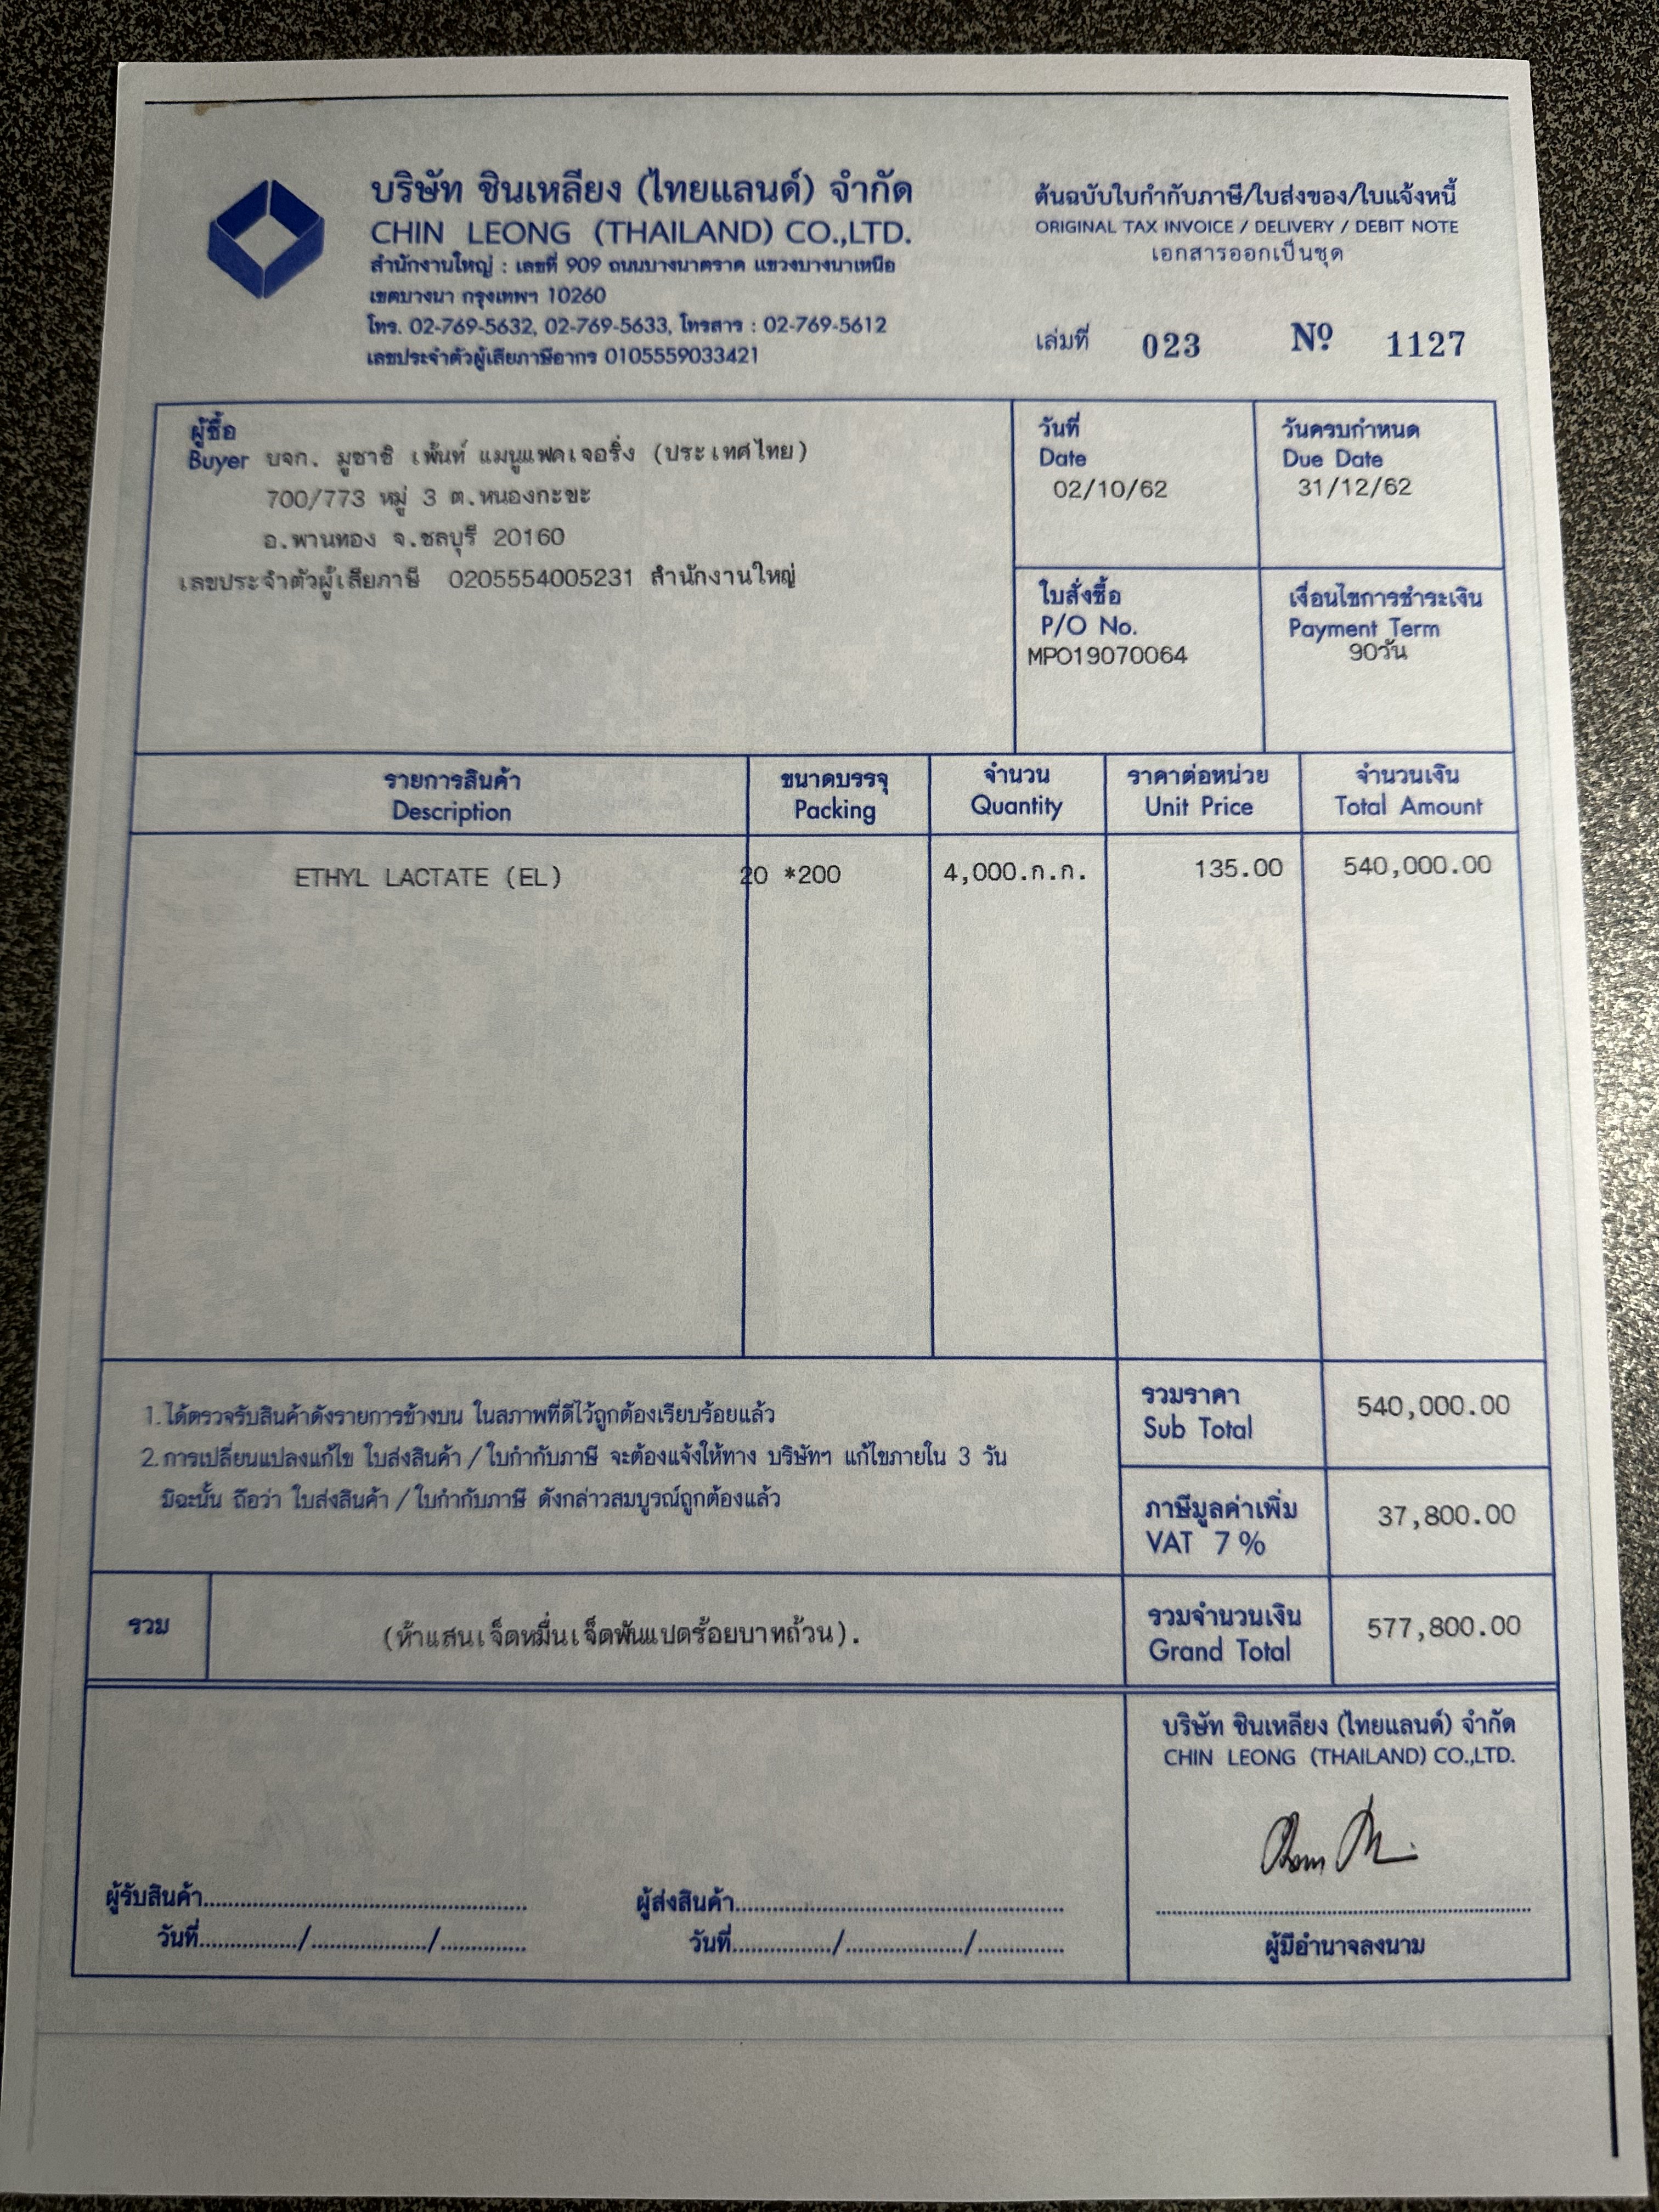 บริษัท ชินเหลียง (ไทยแลนด์) จำกัด
CHIN LEONG (THAILAND) CO.,LTD.
สำนักงานใหญ่ : เลขที่ 909 ถนนบางนาตราด แขวงบางนาเหนือ
เขตบางนา กรุงเทพฯ 10260
โทร. 02-769-5632, 02-769-5633, โทรสาร : 02-769-5612
เลขประจำตัวผู้เสียภาษีอากร 0105559033421
ต้นฉบับใบกำกับภาษี/ใบส่งของ/ใบแจ้งหนี้
ORIGINAL TAX INVOICE / DELIVERY / DEBIT NOTE
เอกสารออกเป็นชุด
เล่มที่ 023 Nº 1127
ผู้ซื้อ
Buyer บจก. มูซาชิ เพ้นท์ แมนูแฟคเจอริ่ง (ประเทศไทย)
700/773 หมู่ 3 ต.หนองกะขะ
อ.พานทอง จ.ชลบุรี 20160
เลขประจำตัวผู้เสียภาษี 0205554005231 สำนักงานใหญ่
วันที่
Date
02/10/62
วันครบกำหนด
Due Date
31/12/62
ใบสั่งซื้อ
P/O No.
MPO19070064
เงื่อนไขการชำระเงิน
Payment Term
90วัน
รายการสินค้า ขนาดบรรจุ จำนวน ราคาต่อหน่วย จำนวนเงิน
Description Packing Quantity Unit Price Total Amount
ETHYL LACTATE (EL) 20 *200 4,000.ก.ก. 135.00 540,000.00
1.ได้ตรวจรับสินค้าดังรายการข้างบน ในสภาพที่ดีไว้ถูกต้องเรียบร้อยแล้ว
2.การเปลี่ยนแปลงแก้ไข ใบส่งสินค้า / ใบกำกับภาษี จะต้องแจ้งให้ทาง บริษัทฯ แก้ไขภายใน 3 วัน
มิฉะนั้น ถือว่า ใบส่งสินค้า / ใบกำกับภาษี ดังกล่าวสมบูรณ์ถูกต้องแล้ว
รวมราคา
Sub Total 540,000.00
ภาษีมูลค่าเพิ่ม
VAT 7 % 37,800.00
รวม (ห้าแสนเจ็ดหมื่นเจ็ดพันแปดร้อยบาทถ้วน).
รวมจำนวนเงิน
Grand Total 577,800.00
บริษัท ชินเหลียง (ไทยแลนด์) จำกัด
CHIN LEONG (THAILAND) CO.,LTD.
ผู้รับสินค้า........................................................
วันที่................/..................../................
ผู้ส่งสินค้า........................................................
วันที่................/..................../................
ผู้มีอำนาจลงนาม